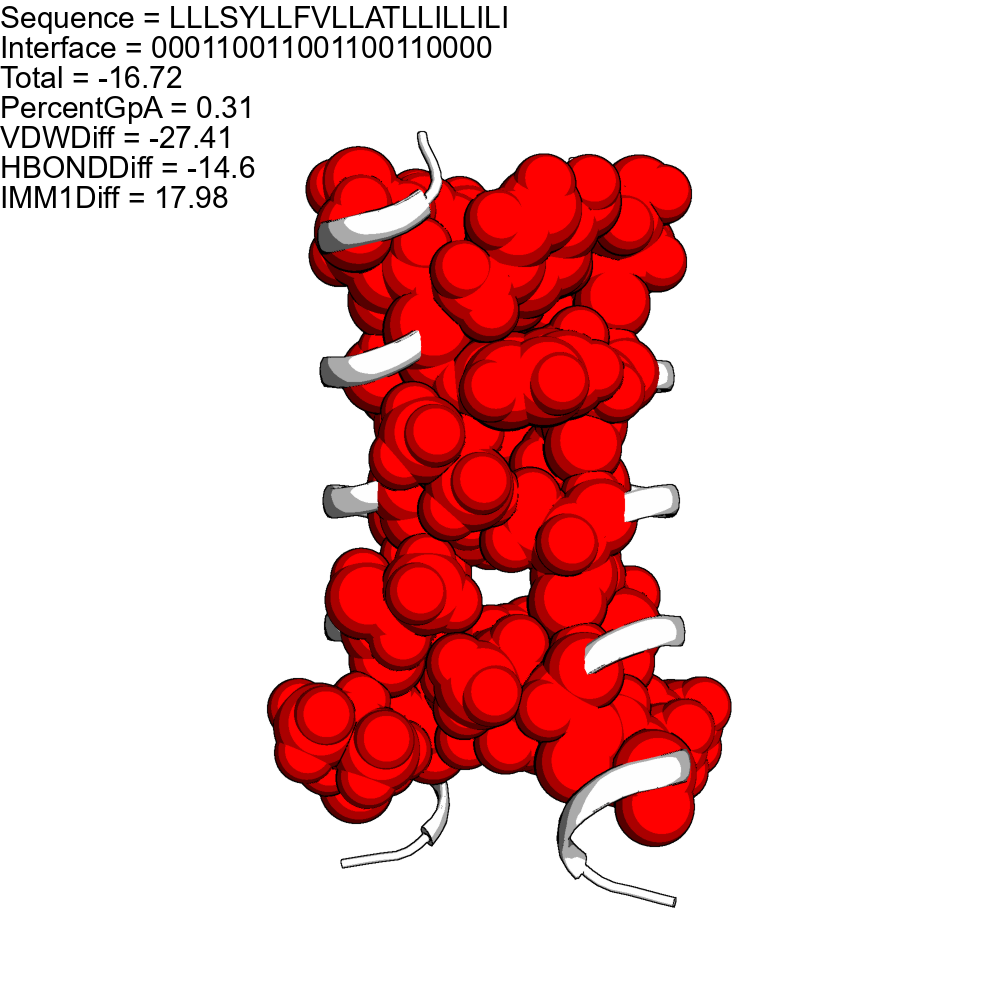 Sequence = LLLSYLLFVLLATLLILLILI
Interface = 000110011001100110000
Total = -16.72
PercentGpA = 0.31
VDWDiff = -27.41
HBONDDiff = -14.6
IMM1Diff = 17.98